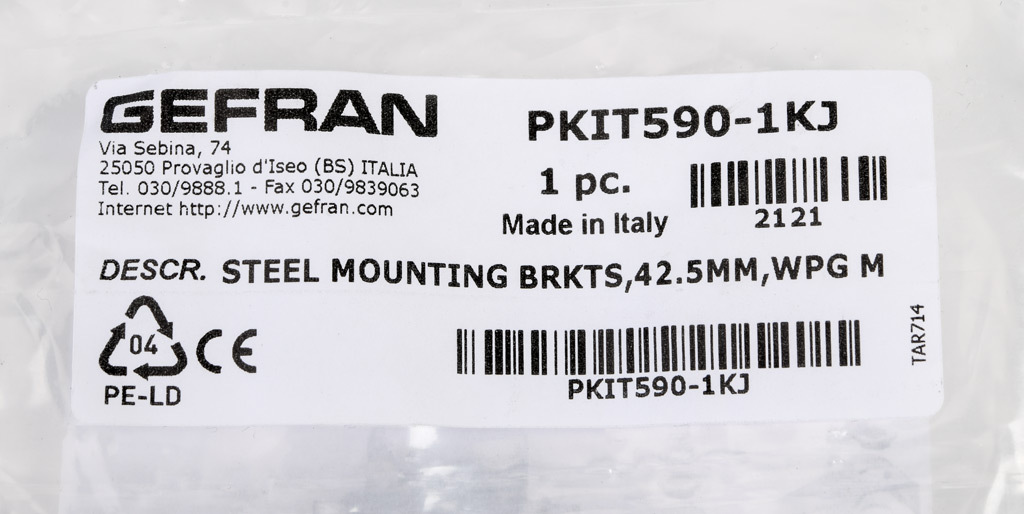 GEFRAN
Via Sebina, 74
25050 Provaglio d'Iseo (BS) ITALIA
Tel. 030/9888.1 - Fax 030/9839063
Internet http://www.gefran.com
PKIT590-1KJ
1 pc.
Made in Italy
2121
DESCR. STEEL MOUNTING BRKTS,42.5MM,WPG M
04
CE
PE-LD
PKIT590-1KJ
TAR714